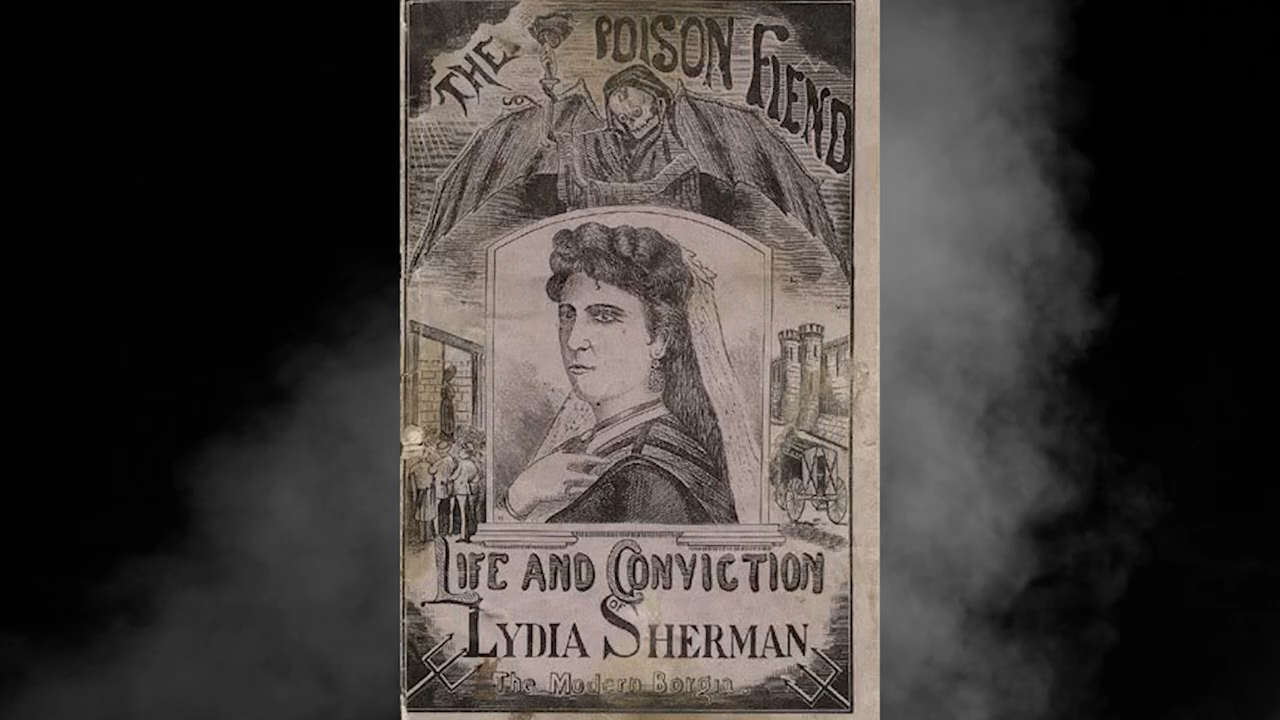 THE POISON FIEND
LIFE AND CONVICTION
OF
LYDIA SHERMAN
The Modern Borgia.